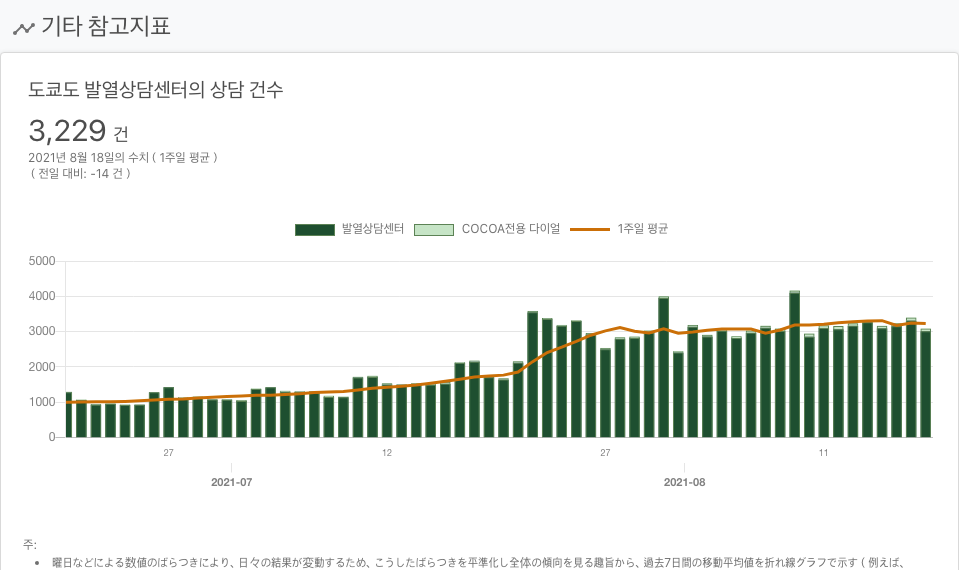 기타 참고지표
도쿄도 발열상담센터의 상담 건수
3,229 건
2021년 8월 18일의 수치 ( 1주일 평균 )
( 전일 대비: -14 건 )
발열상담센터 COCOA전용 다이얼 1주일 평균
5000
4000
3000
2000
1000
0
27 12 27 11
2021-07 2021-08
주:
• 曜日などによる数値のばらつきにより、日々の結果が変動するため、こうしたばらつきを平準化し全体の傾向を見る趣旨から、過去7日間の移動平均値を折れ線グラフで示す ( 例えば、